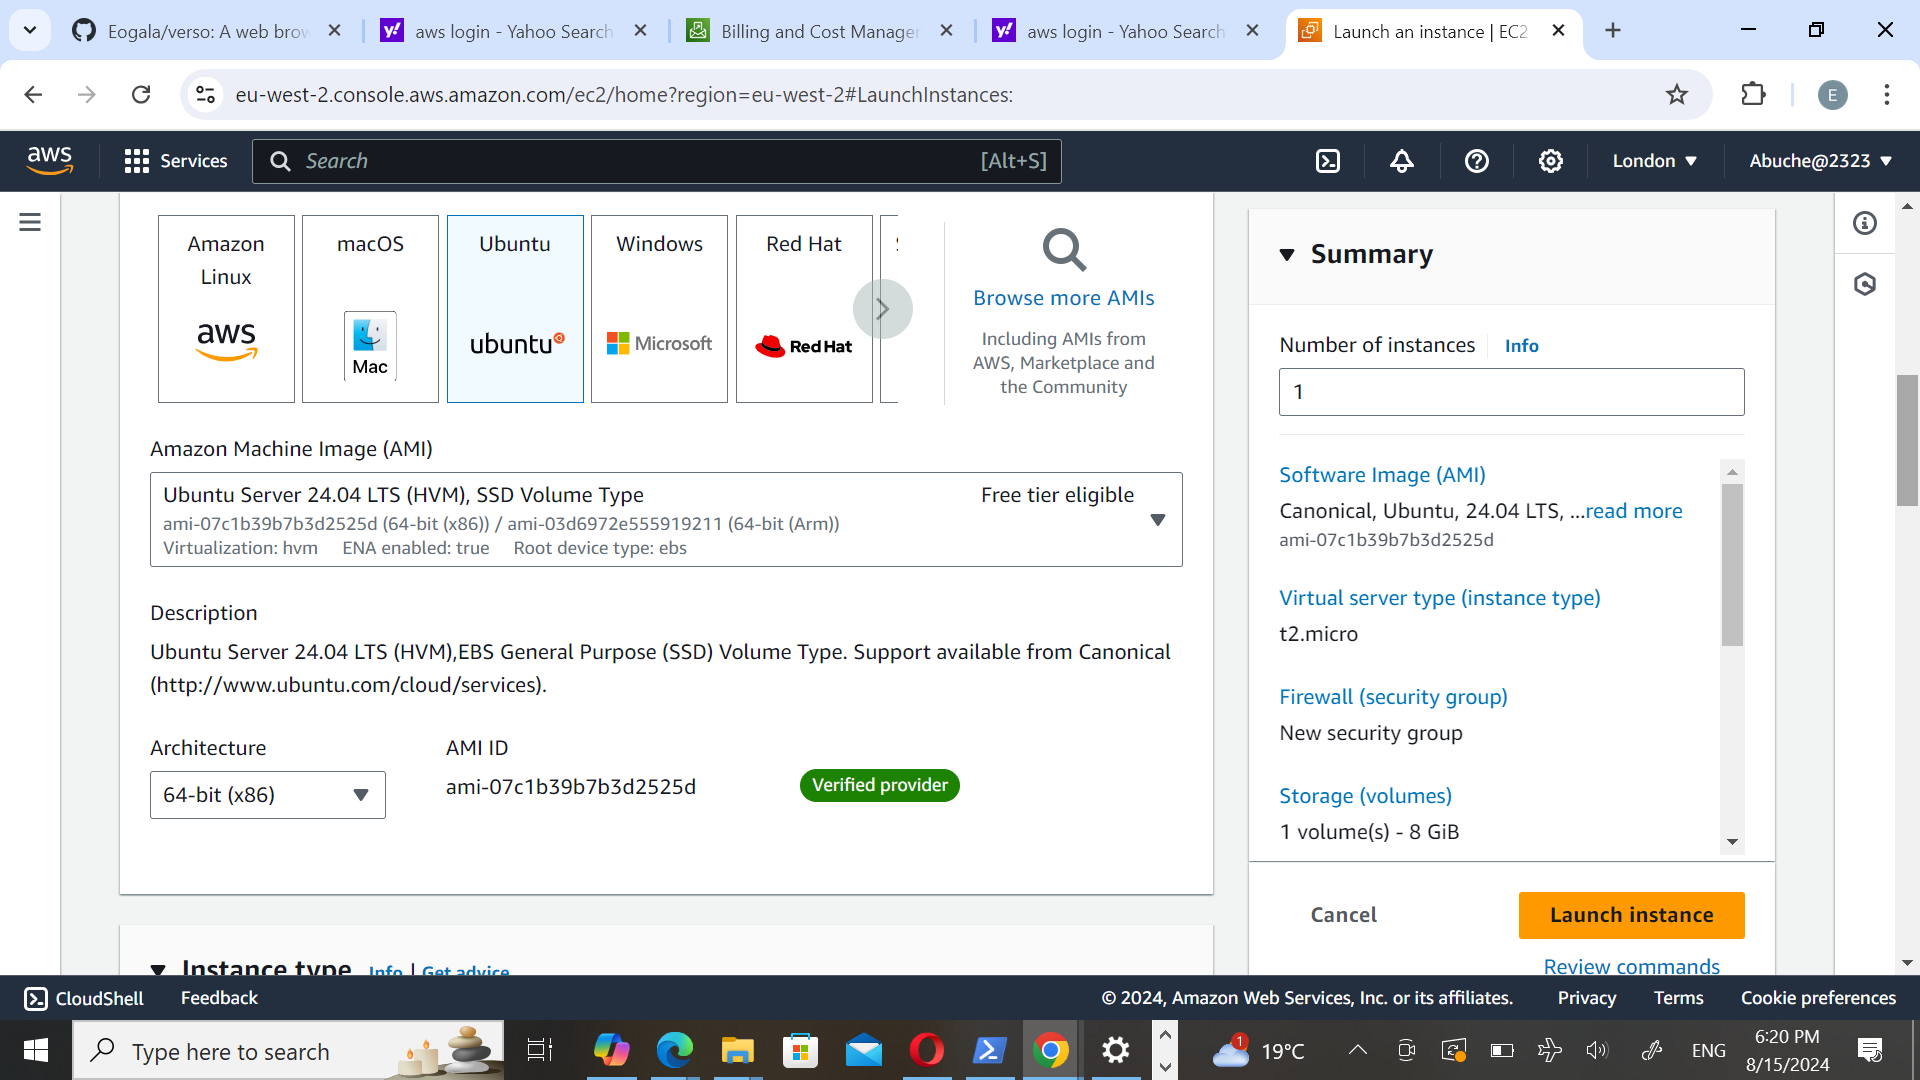 Eogala/verso: A web brow
aws login - Yahoo Search
Billing and Cost Manager
aws login - Yahoo Search
Launch an instance | EC2
eu-west-2.console.aws.amazon.com/ec2/home?region=eu-west-2#LaunchInstances:
E
aws
Services
Search
[Alt+S]
London
Abuche@2323
Amazon
Linux
aws
macOS
Mac
Ubuntu
ubuntu
Windows
Microsoft
Red Hat
Red Hat
Browse more AMIs
Including AMIs from
AWS, Marketplace and
the Community
Amazon Machine Image (AMI)
Ubuntu Server 24.04 LTS (HVM), SSD Volume Type
Free tier eligible
ami-07c1b39b7b3d2525d (64-bit (x86)) / ami-03d6972e555919211 (64-bit (Arm))
Virtualization: hvm ENA enabled: true Root device type: ebs
Description
Ubuntu Server 24.04 LTS (HVM),EBS General Purpose (SSD) Volume Type. Support available from Canonical
(http://www.ubuntu.com/cloud/services).
Architecture
64-bit (x86)
AMI ID
ami-07c1b39b7b3d2525d
Verified provider
Instance type Info | Get advice
Summary
Number of instances Info
1
Software Image (AMI)
Canonical, Ubuntu, 24.04 LTS, ...read more
ami-07c1b39b7b3d2525d
Virtual server type (instance type)
t2.micro
Firewall (security group)
New security group
Storage (volumes)
1 volume(s) - 8 GiB
Cancel
Launch instance
Review commands
CloudShell
Feedback
© 2024, Amazon Web Services, Inc. or its affiliates.
Privacy
Terms
Cookie preferences
Type here to search
1
19°C
ENG
6:20 PM
8/15/2024